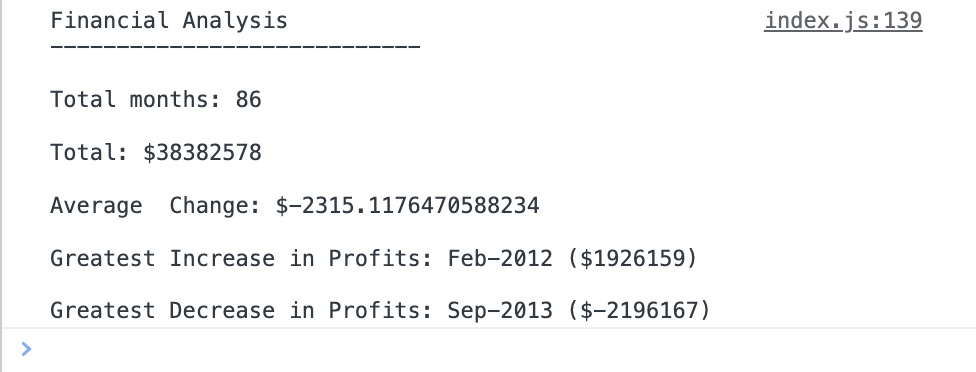 Financial Analysis index.js:139
----------------------------
Total months: 86
Total: $38382578
Average  Change: $-2315.1176470588234
Greatest Increase in Profits: Feb-2012 ($1926159)
Greatest Decrease in Profits: Sep-2013 ($-2196167)